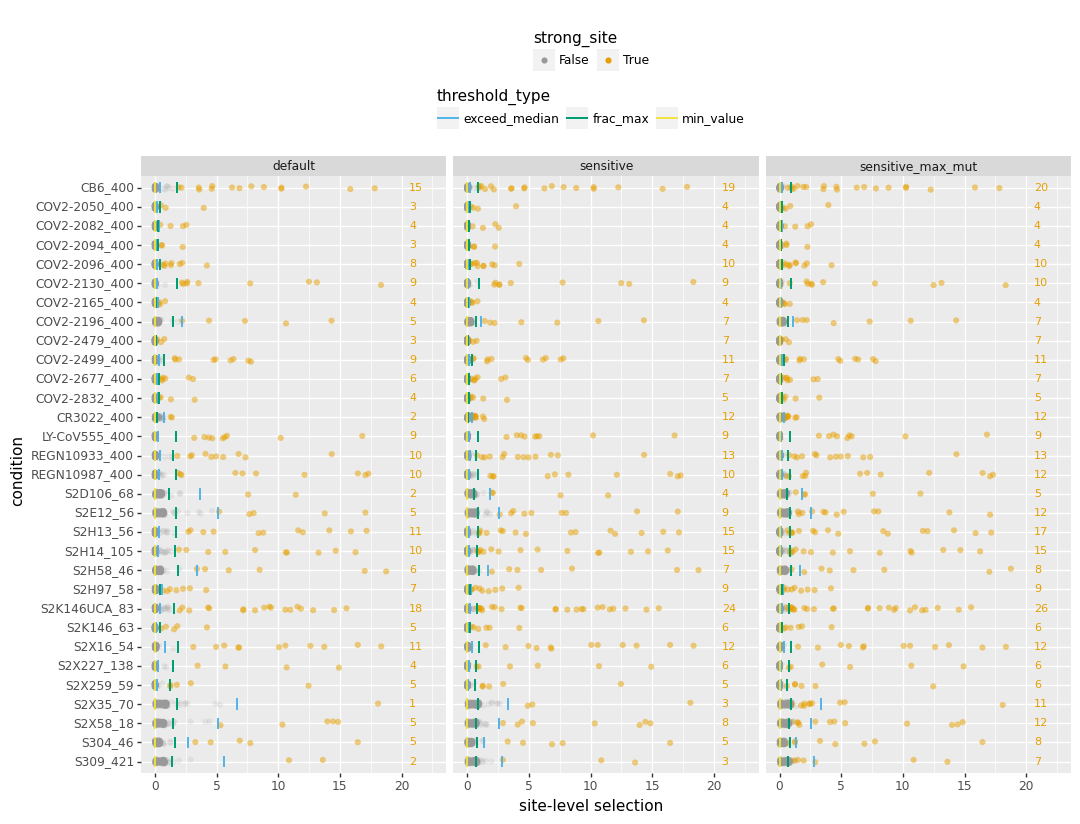 strong_site
False True
threshold_type
exceed_median frac_max min_value
default sensitive sensitive_max_mut
condition
CB6_400 15 19 20
COV2-2050_400 3 4 4
COV2-2082_400 4 4 4
COV2-2094_400 3 4 4
COV2-2096_400 8 10 10
COV2-2130_400 9 9 10
COV2-2165_400 4 4 4
COV2-2196_400 5 7 7
COV2-2479_400 3 7 7
COV2-2499_400 9 11 11
COV2-2677_400 6 7 7
COV2-2832_400 4 5 5
CR3022_400 2 12 12
LY-CoV555_400 9 9 9
REGN10933_400 10 13 13
REGN10987_400 10 10 12
S2D106_68 2 4 5
S2E12_56 5 9 12
S2H13_56 11 15 17
S2H14_105 10 15 15
S2H58_46 6 7 8
S2H97_58 7 9 9
S2K146UCA_83 18 24 26
S2K146_63 5 6 6
S2X16_54 11 12 12
S2X227_138 4 6 6
S2X259_59 5 5 6
S2X35_70 1 3 11
S2X58_18 5 8 12
S304_46 5 5 8
S309_421 2 3 7
0 5 10 15 20 0 5 10 15 20 0 5 10 15 20
site-level selection